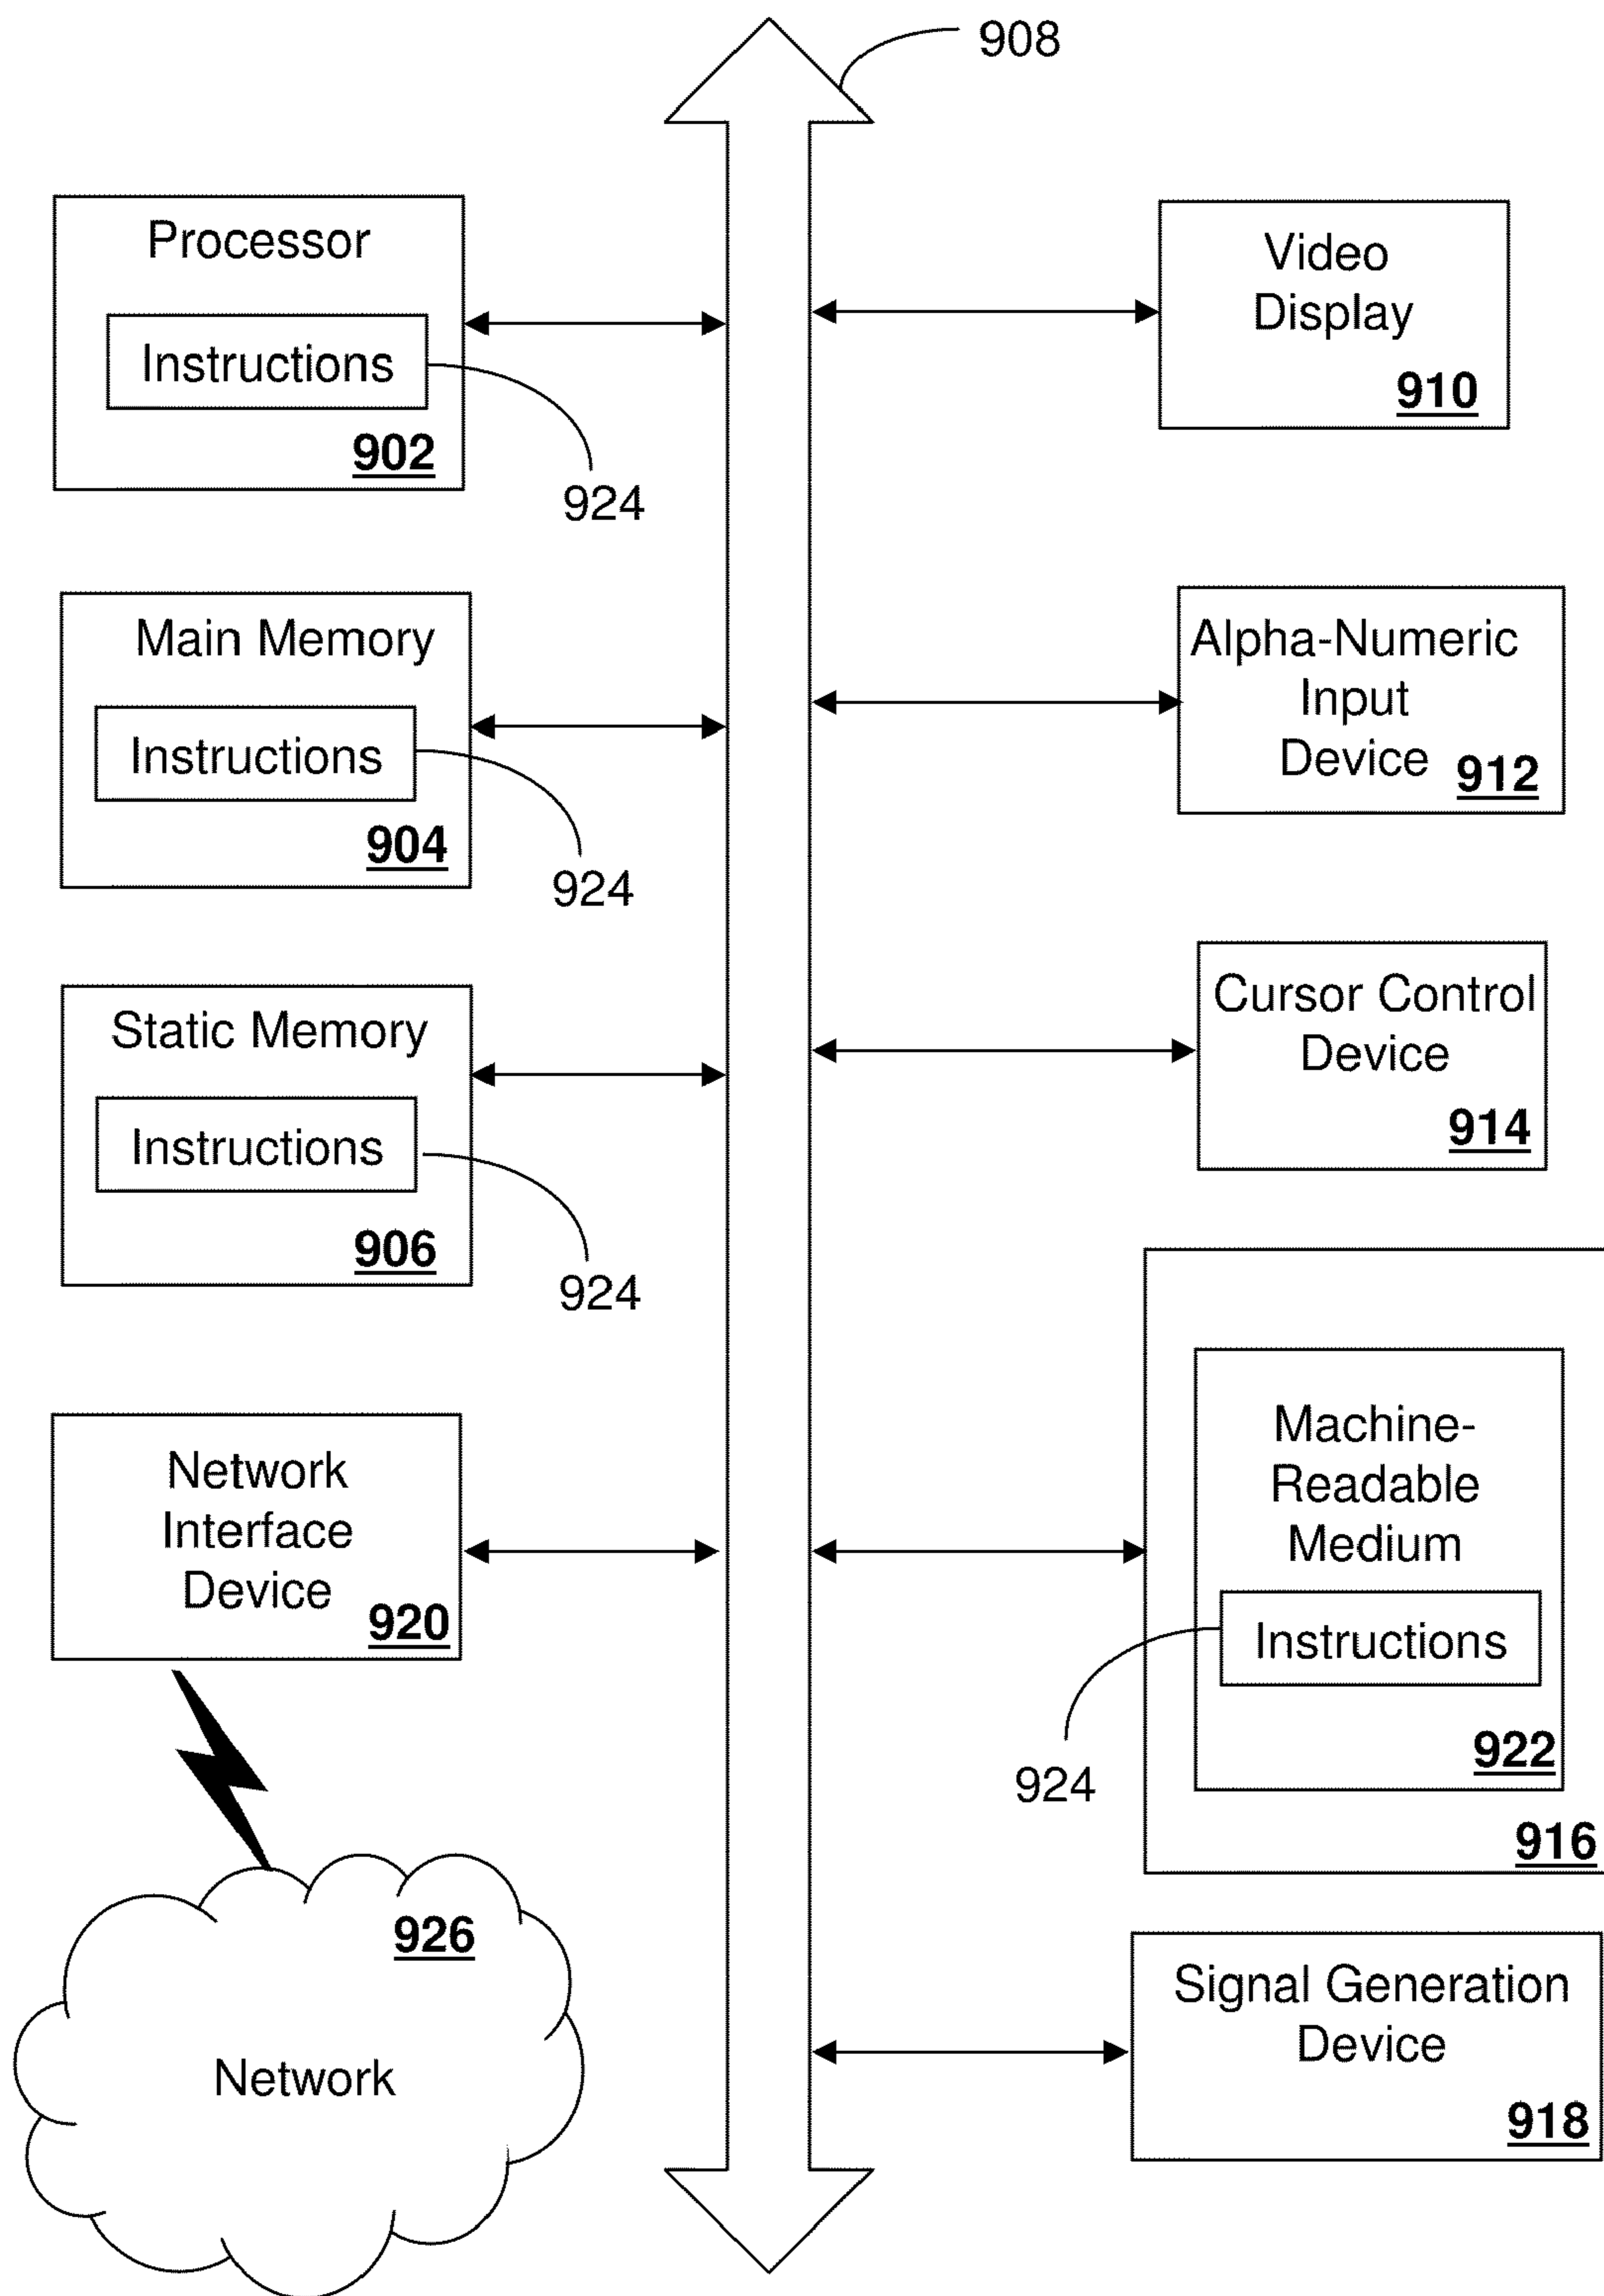 908
Processor
Instructions
902
924
Main Memory
Instructions
904
924
Static Memory
Instructions
906
924
Network
Interface
Device
920
926
Network
Video
Display
910
Alpha-Numeric
Input
Device
912
Cursor Control
Device
914
Machine-
Readable
Medium
Instructions
924
922
916
Signal Generation
Device
918